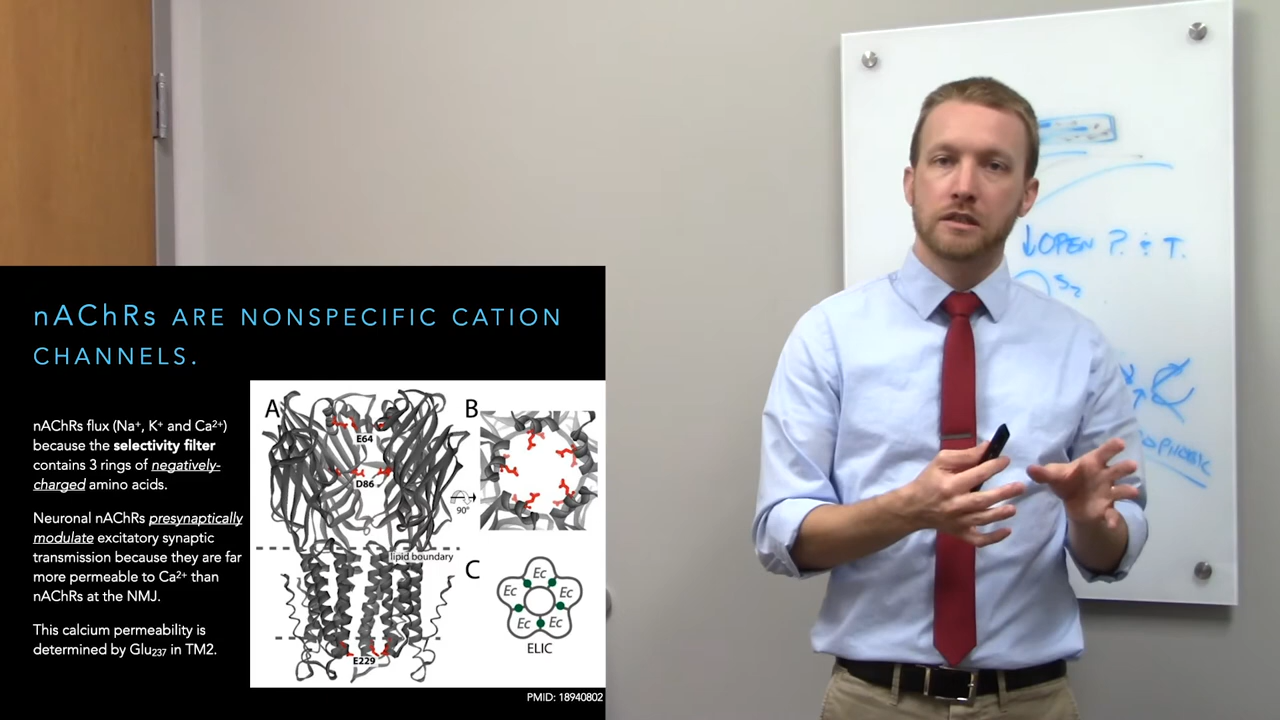 nAChRs ARE NONSPECIFIC CATION
CHANNELS.
nAChRs flux (Na⁺, K⁺ and Ca²⁺)
because the selectivity filter
contains 3 rings of negatively-
charged amino acids.
Neuronal nAChRs presynaptically
modulate excitatory synaptic
transmission because they are far
more permeable to Ca²⁺ than
nAChRs at the NMJ.
This calcium permeability is
determined by Glu₂₃₇ in TM2.
A
E64
D86
lipid boundary
E229
B
90°
C
Ec
Ec
Ec
Ec
Ec
ELIC
PMID: 18940802
↓OPEN ? ÷ T.
S₂